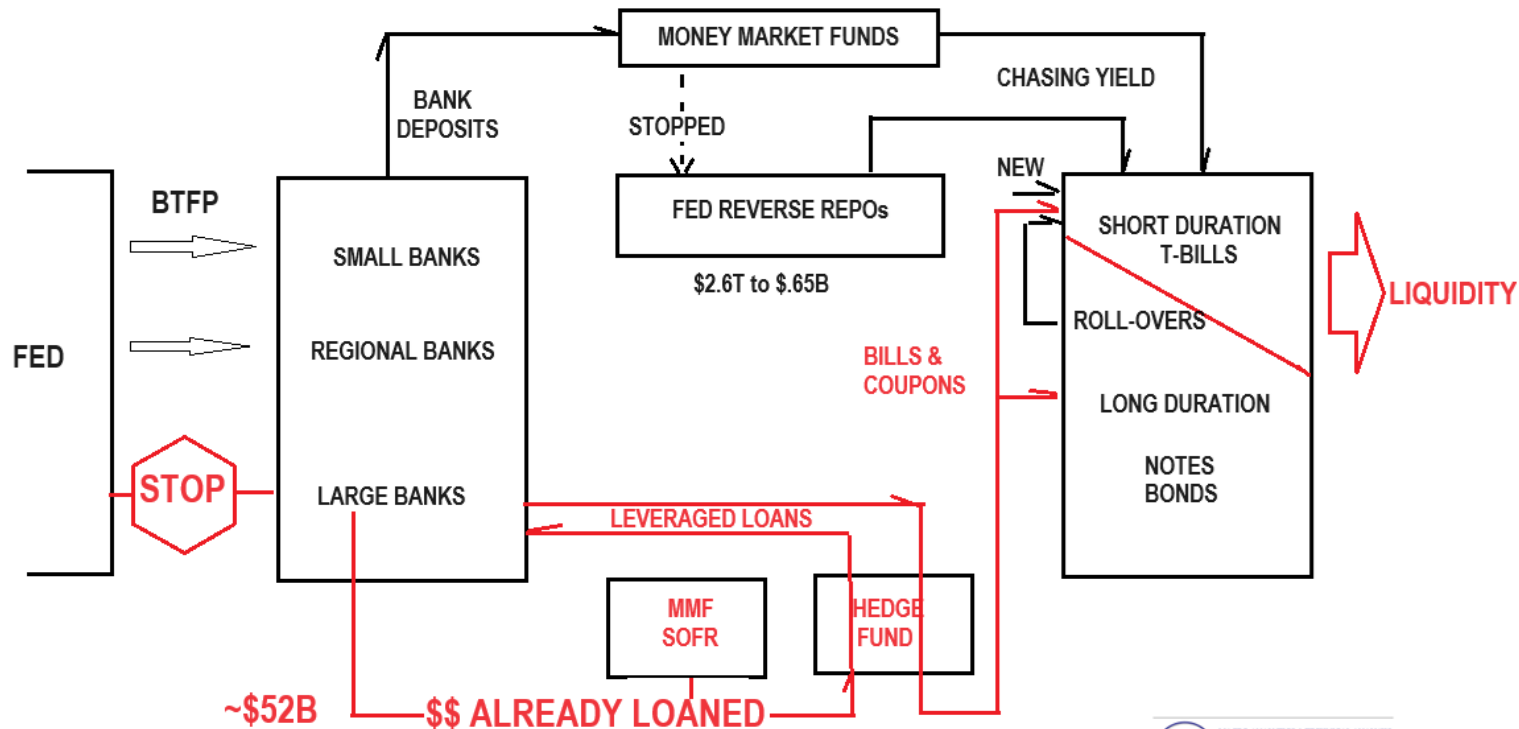 MONEY MARKET FUNDS
CHASING YIELD
BANK
DEPOSITS
STOPPED
NEW
BTFP
FED REVERSE REPOs
SHORT DURATION
T-BILLS
SMALL BANKS
$2.6T to $.65B
LIQUIDITY
ROLL-OVERS
FED
REGIONAL BANKS
BILLS &
COUPONS
LONG DURATION
NOTES
BONDS
STOP
LARGE BANKS
LEVERAGED LOANS
MMF
SOFR
HEDGE
FUND
~$52B
$$ ALREADY LOANED